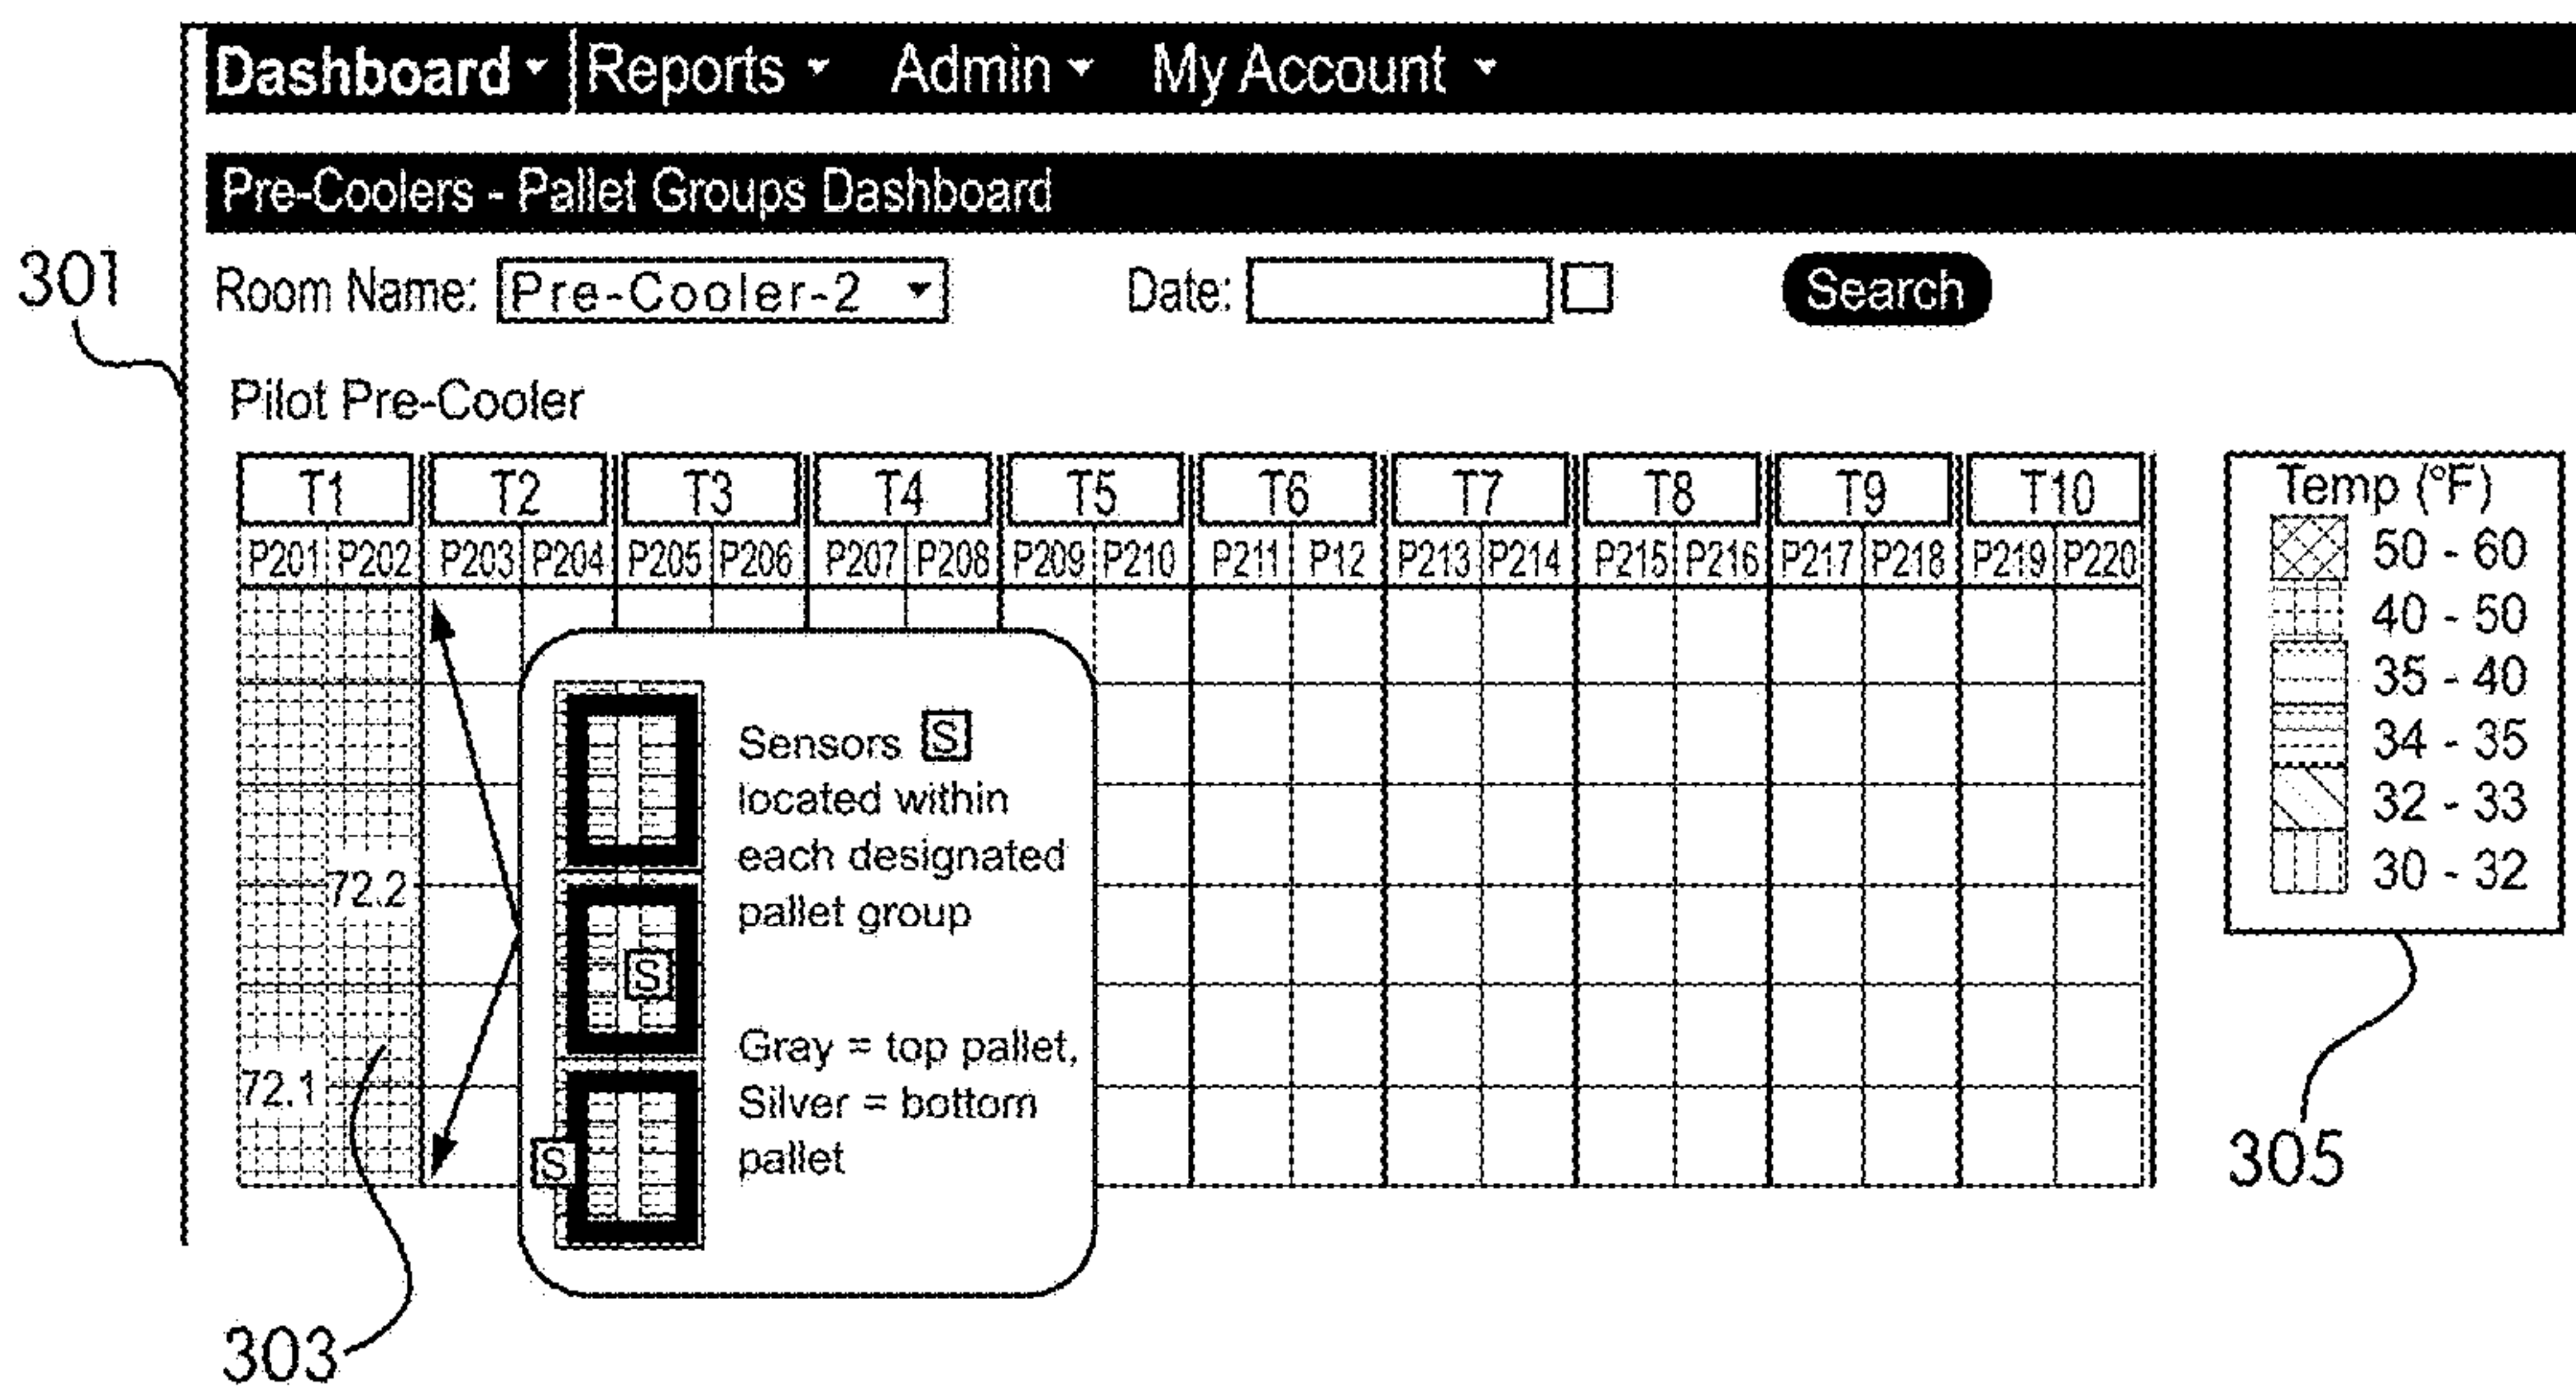 Dashboard Reports Admin My Account
Pre-Coolers - Pallet Groups Dashboard
301
Room Name: Pre-Cooler-2 Date: Search
Pilot Pre-Cooler
T1 T2 T3 T4 T5 T6 T7 T8 T9 T10
P201 P202 P203 P204 P205 P206 P207 P208 P209 P210 P211 P12 P213 P214 P215 P216 P217 P218 P219 P220
Temp (°F)
50 - 60
40 - 50
35 - 40
34 - 35
32 - 33
30 - 32
Sensors S
located within
each designated
pallet group
72.2
S
Gray = top pallet,
Silver = bottom
pallet
72.1
S
305
303